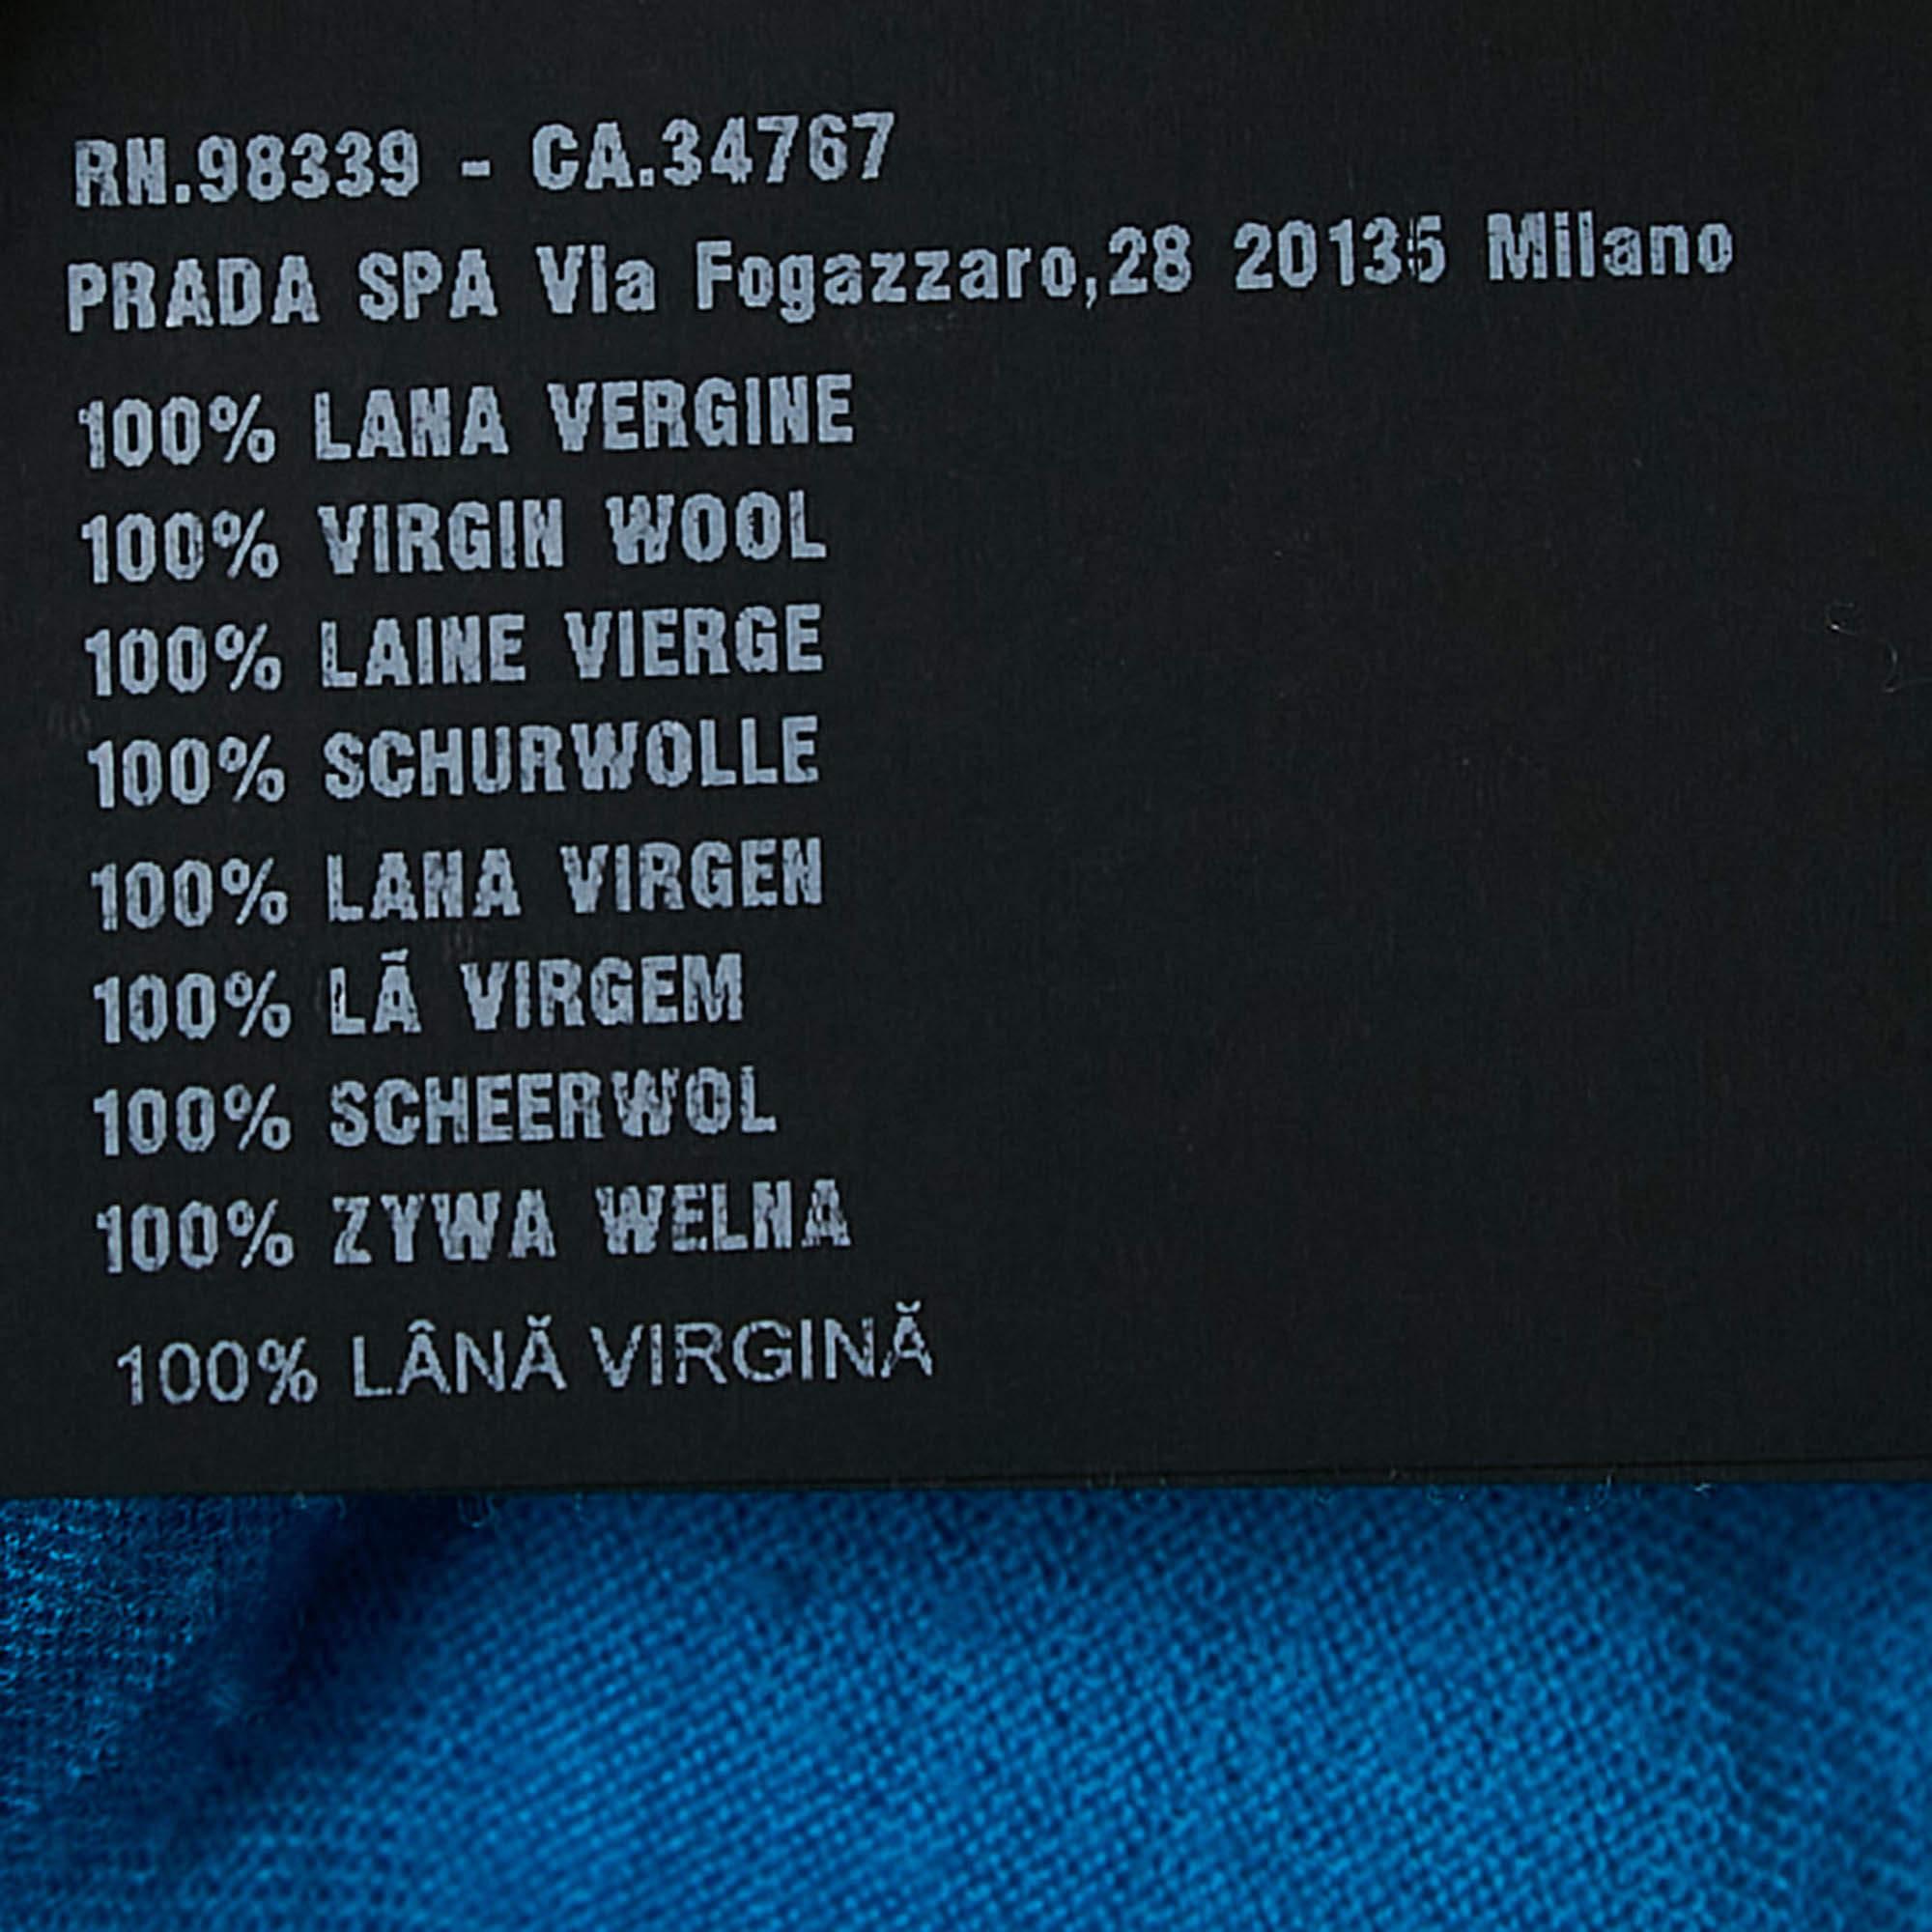 RN.98339 - CA.34767
PRADA SPA Via Fogazzaro,28 20135 Milano
100% LANA VERGINE
100% VIRGIN WOOL
100% LAINE VIERGE
100% SCHURWOLLE
100% LANA VIRGEN
100% LÃ VIRGEM
100% SCHEERWOL
100% ZYWA WELNA
100% LÂNĂ VIRGINĂ